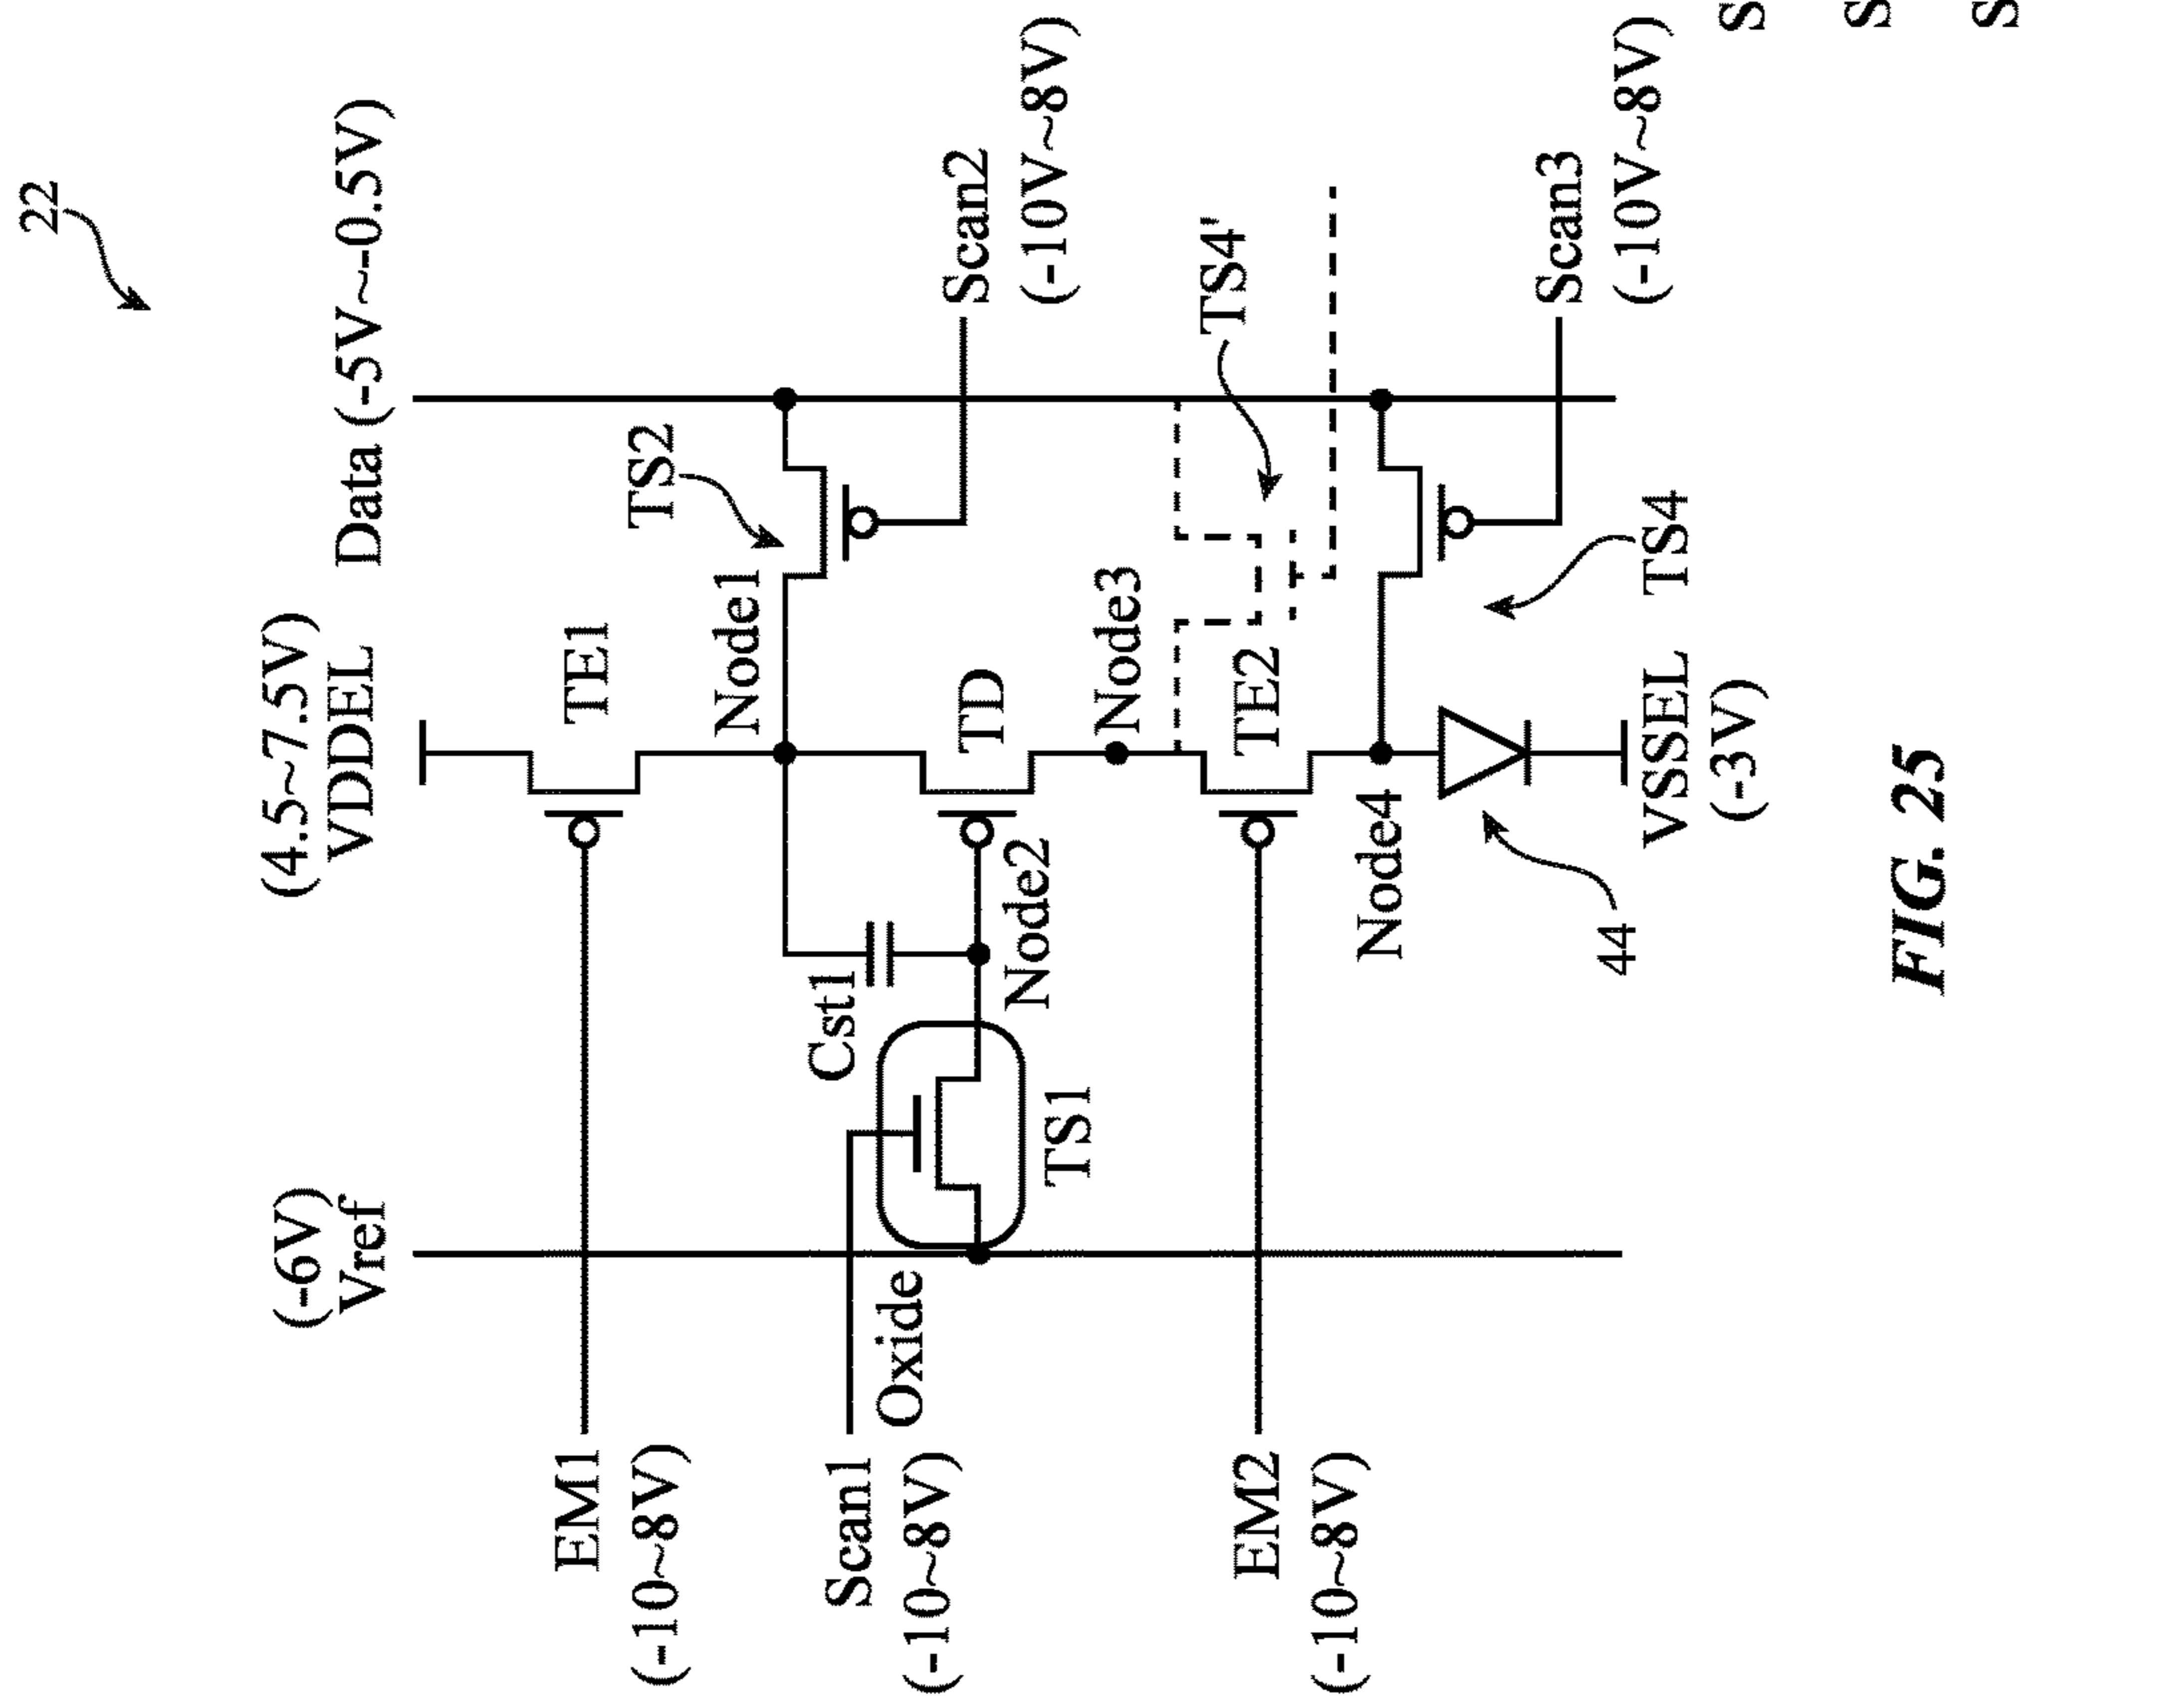 22
(4.5~7.5V)
VDDEL
Data (-5V~-0.5V)
(-6V)
Vref
EM1
(-10~8V)
TE1
TS2
Node1
Scan2
(-10V~8V)
Cst1
Scan1
(-10~8V)
Oxide
TS1
TD
Node2
Node3
TS4'
EM2
(-10~8V)
TE2
Node4
Scan3
(-10V~8V)
TS4
44
VSSEL
(-3V)
FIG. 25
S
S
S